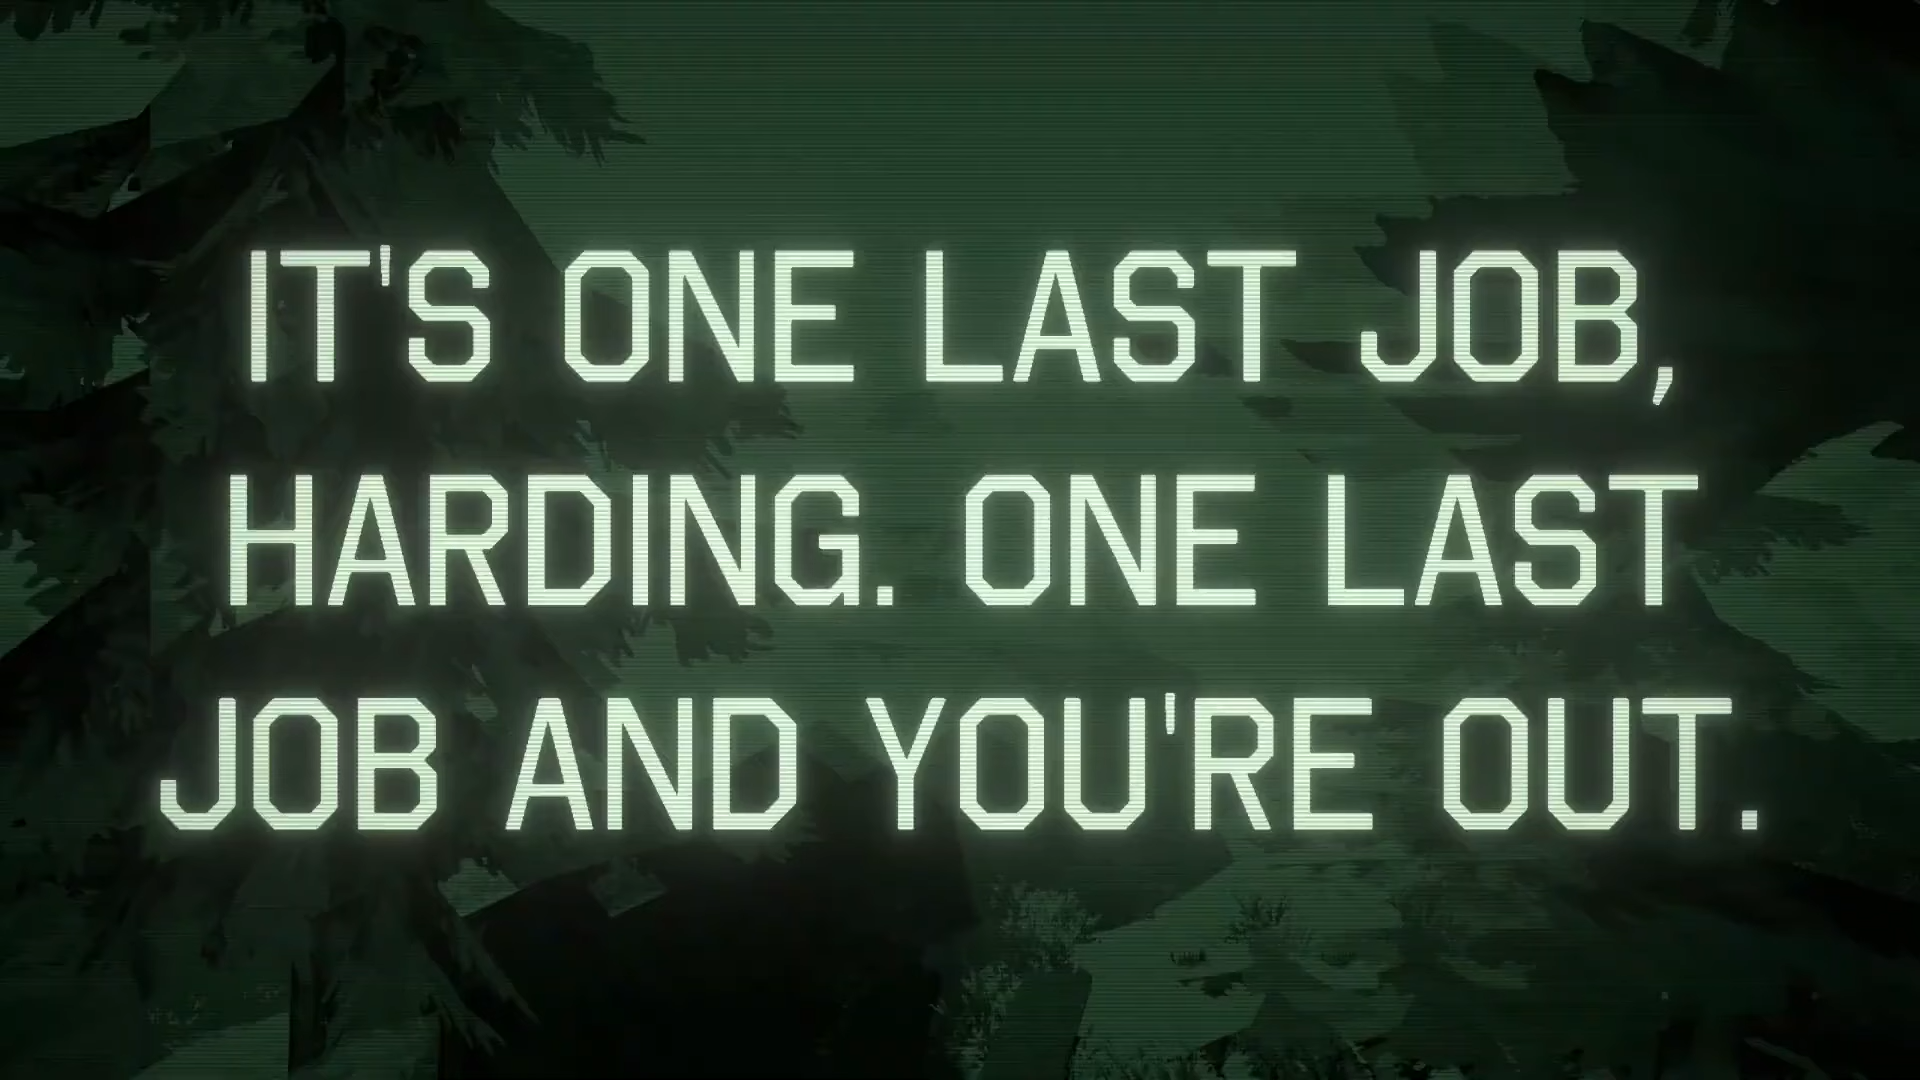 IT'S ONE LAST JOB,
HARDING. ONE LAST
JOB AND YOU'RE OUT.